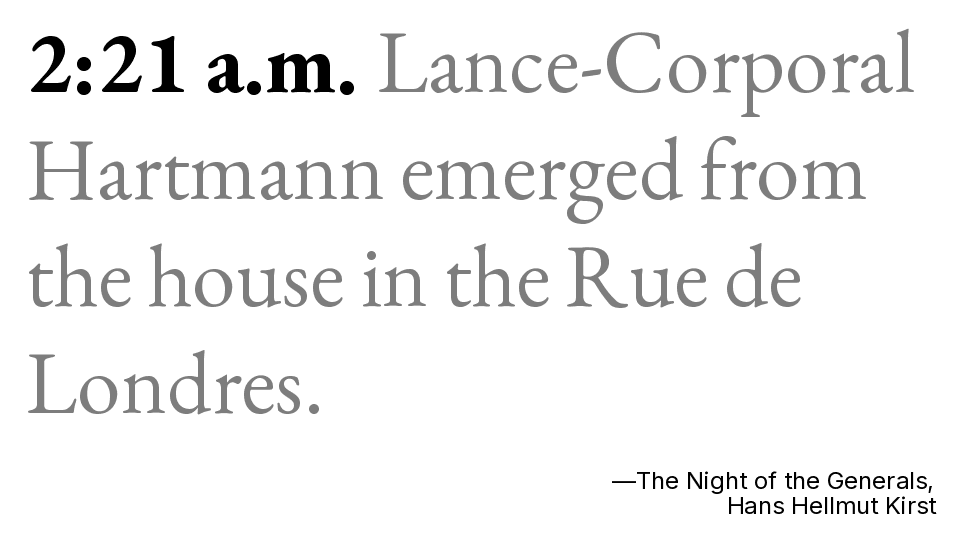 2:21 a.m. Lance-Corporal
Hartmann emerged from
the house in the Rue de
Londres.
—The Night of the Generals,
Hans Hellmut Kirst